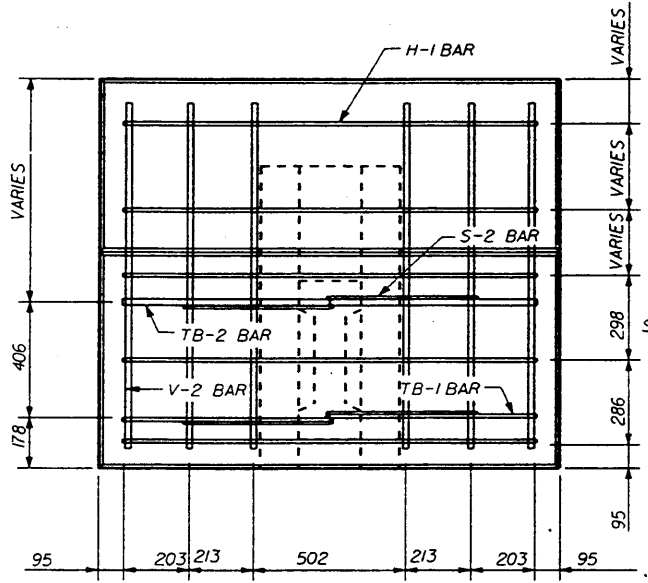 H-1 BAR
VARIES
VARIES
VARIES
VARIES
S-2 BAR
298
TB-2 BAR
406
V-2 BAR
TB-1 BAR
286
178
95
95
203
213
502
213
203
95